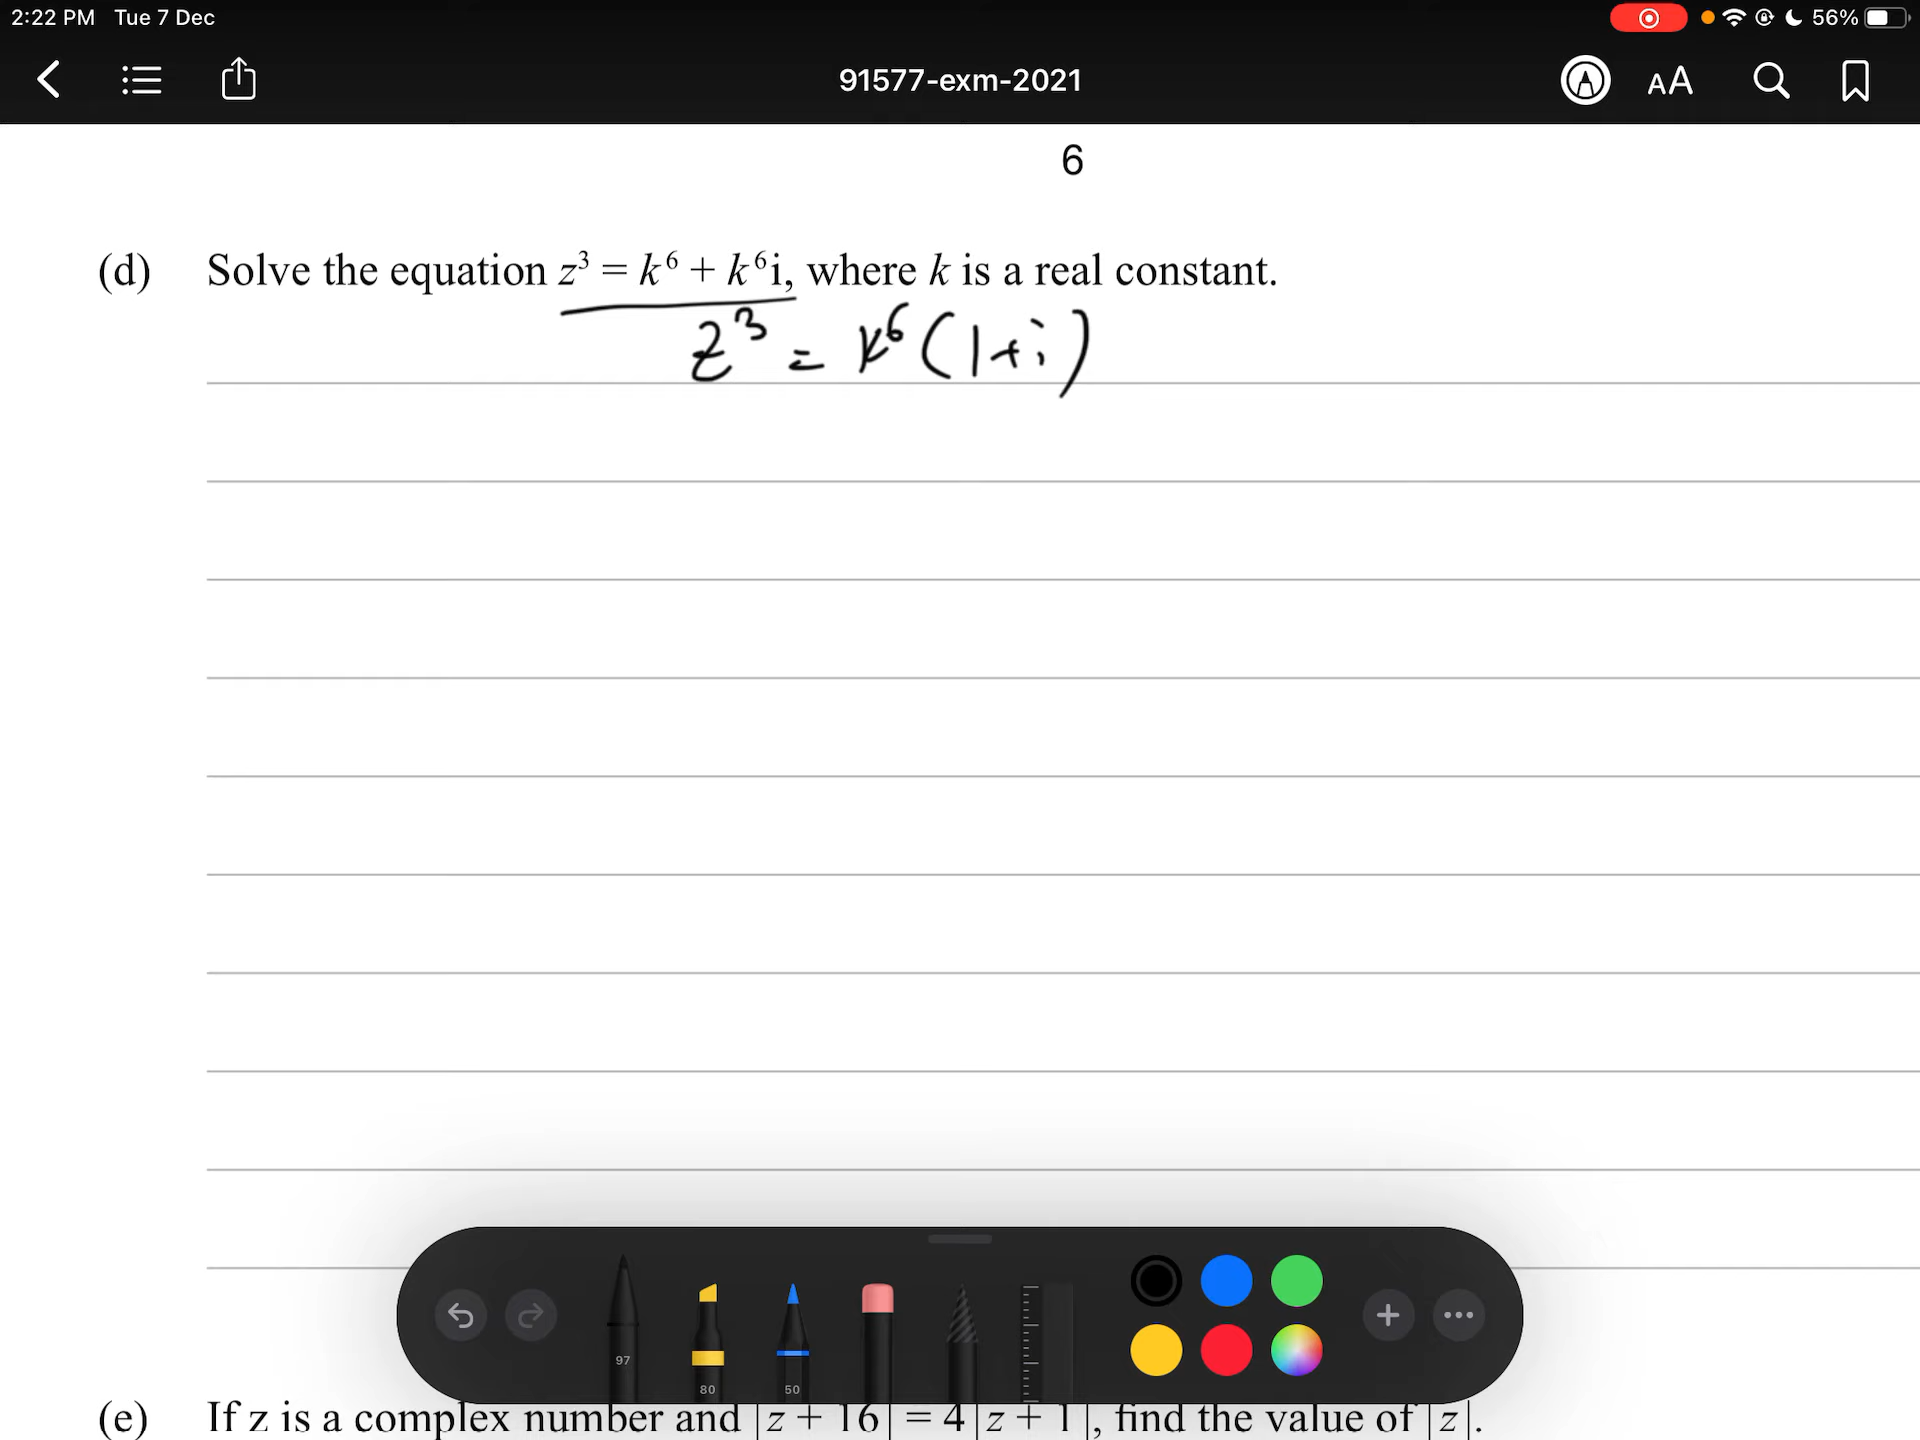 2:22 PM Tue 7 Dec 56%
91577-exm-2021
AA
6
(d) Solve the equation z³ = k⁶ + k⁶i, where k is a real constant.
z³ = k⁶(1+i)
97
80
50
(e) If z is a complex number and |z + 16| = 4|z + 1|, find the value of |z|.